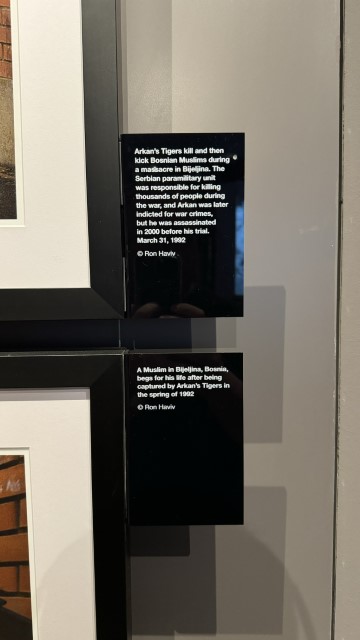 Arkan's Tigers kill and then
kick Bosnian Muslims during
a massacre in Bijeljina. The
Serbian paramilitary unit
was responsible for killing
thousands of people during
the war, and Arkan was later
indicted for war crimes,
but he was assassinated
in 2000 before his trial.
March 31, 1992
© Ron Haviv
A Muslim in Bijeljina, Bosnia,
begs for his life after being
captured by Arkan's Tigers in
the spring of 1992
© Ron Haviv